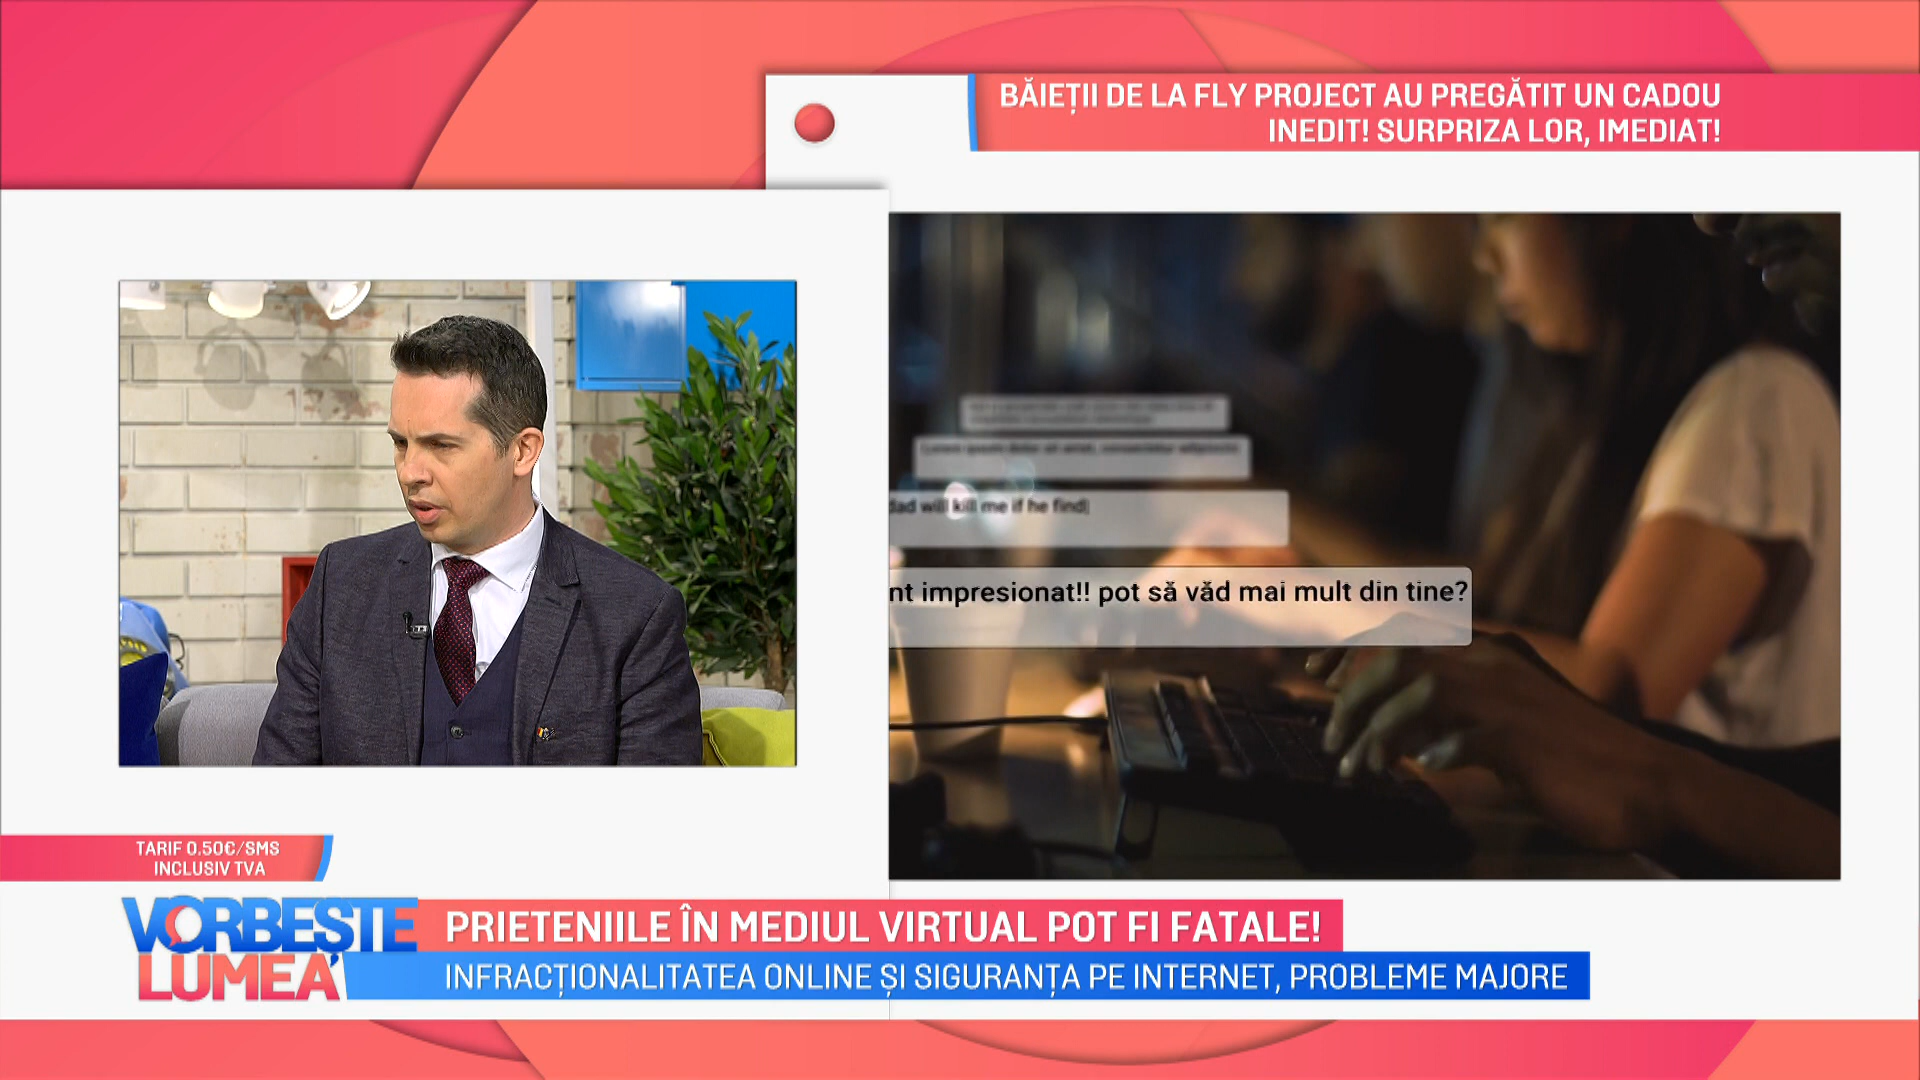 BĂIEȚII DE LA FLY PROJECT AU PREGĂTIT UN CADOU
INEDIT! SURPRIZA LOR, IMEDIAT!
will kill me if he find
nt impresionat!! pot să văd mai mult din tine?
TARIF 0,50€/SMS
INCLUSIV TVA
VORBEȘTE
LUMEA
PRIETENIILE ÎN MEDIUL VIRTUAL POT FI FATALE!
INFRACȚIONALITATEA ONLINE ȘI SIGURANȚA PE INTERNET, PROBLEME MAJORE